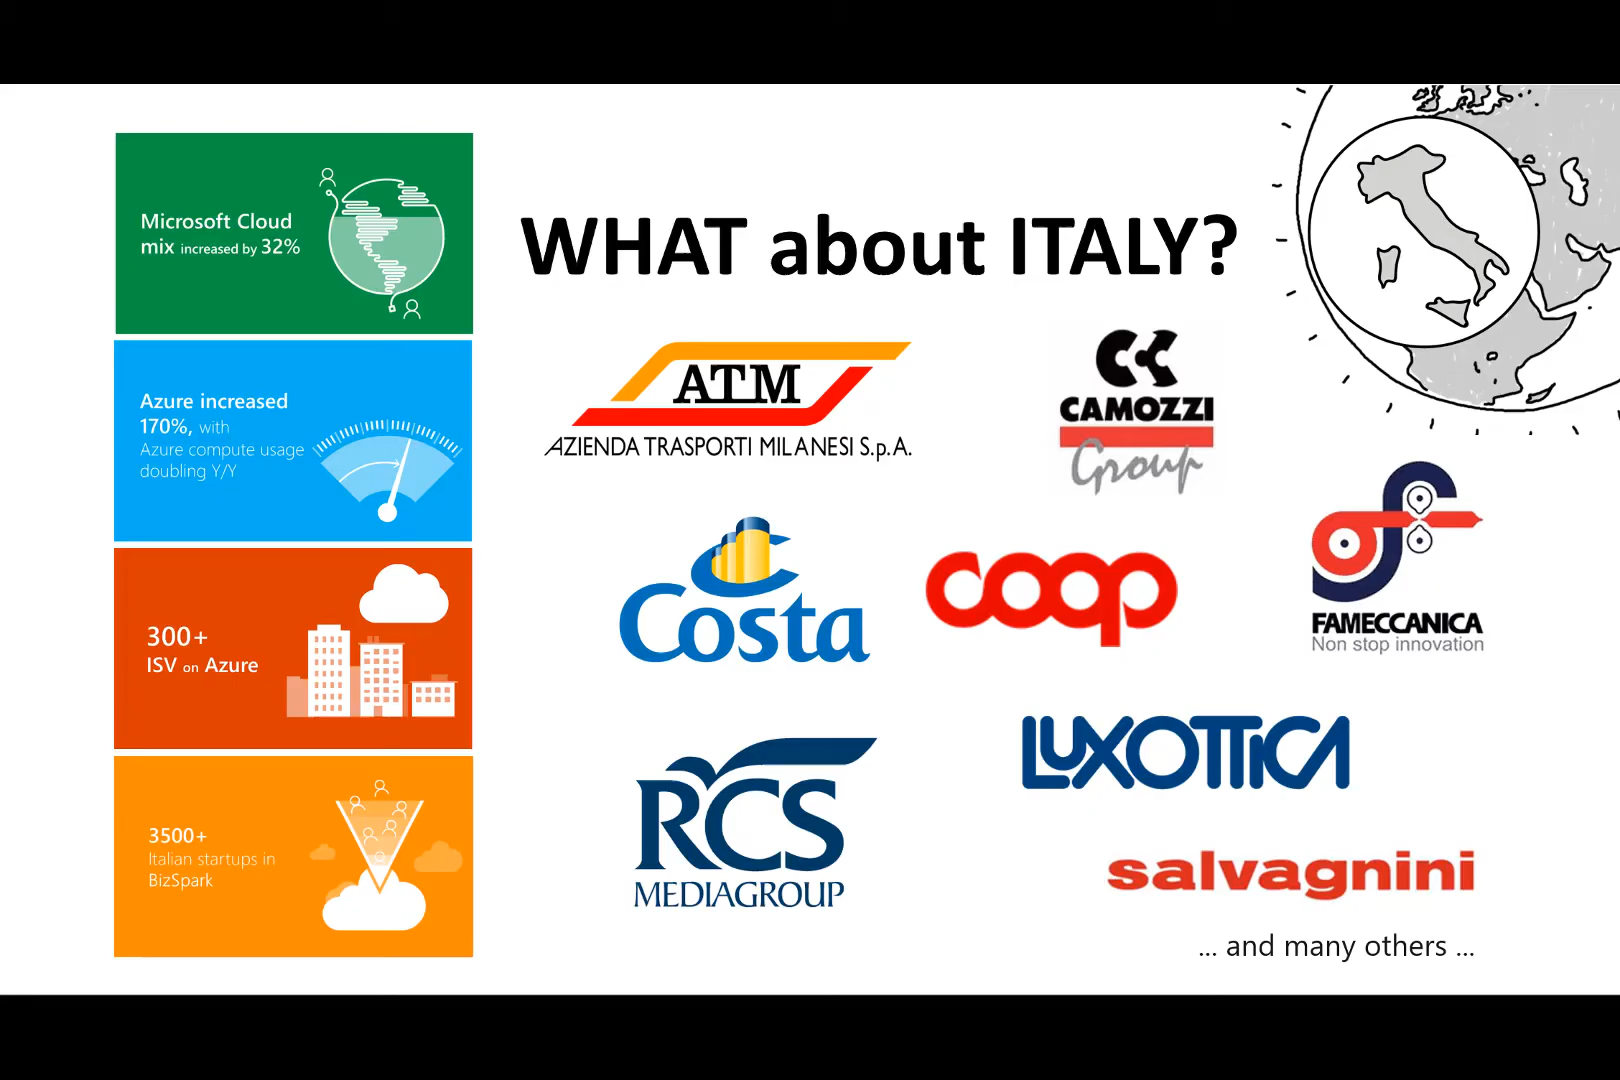 WHAT about ITALY?
Microsoft Cloud
mix increased by 32%
Azure increased
170%, with
Azure compute usage
doubling Y/Y
300+
ISV on Azure
3500+
Italian startups in
BizSpark
ATM
AZIENDA TRASPORTI MILANESI S.p.A.
CAMOZZI
Group
Costa
coop
FAMECCANICA
Non stop innovation
RCS
MEDIAGROUP
LUXOTTICA
salvagnini
... and many others ...